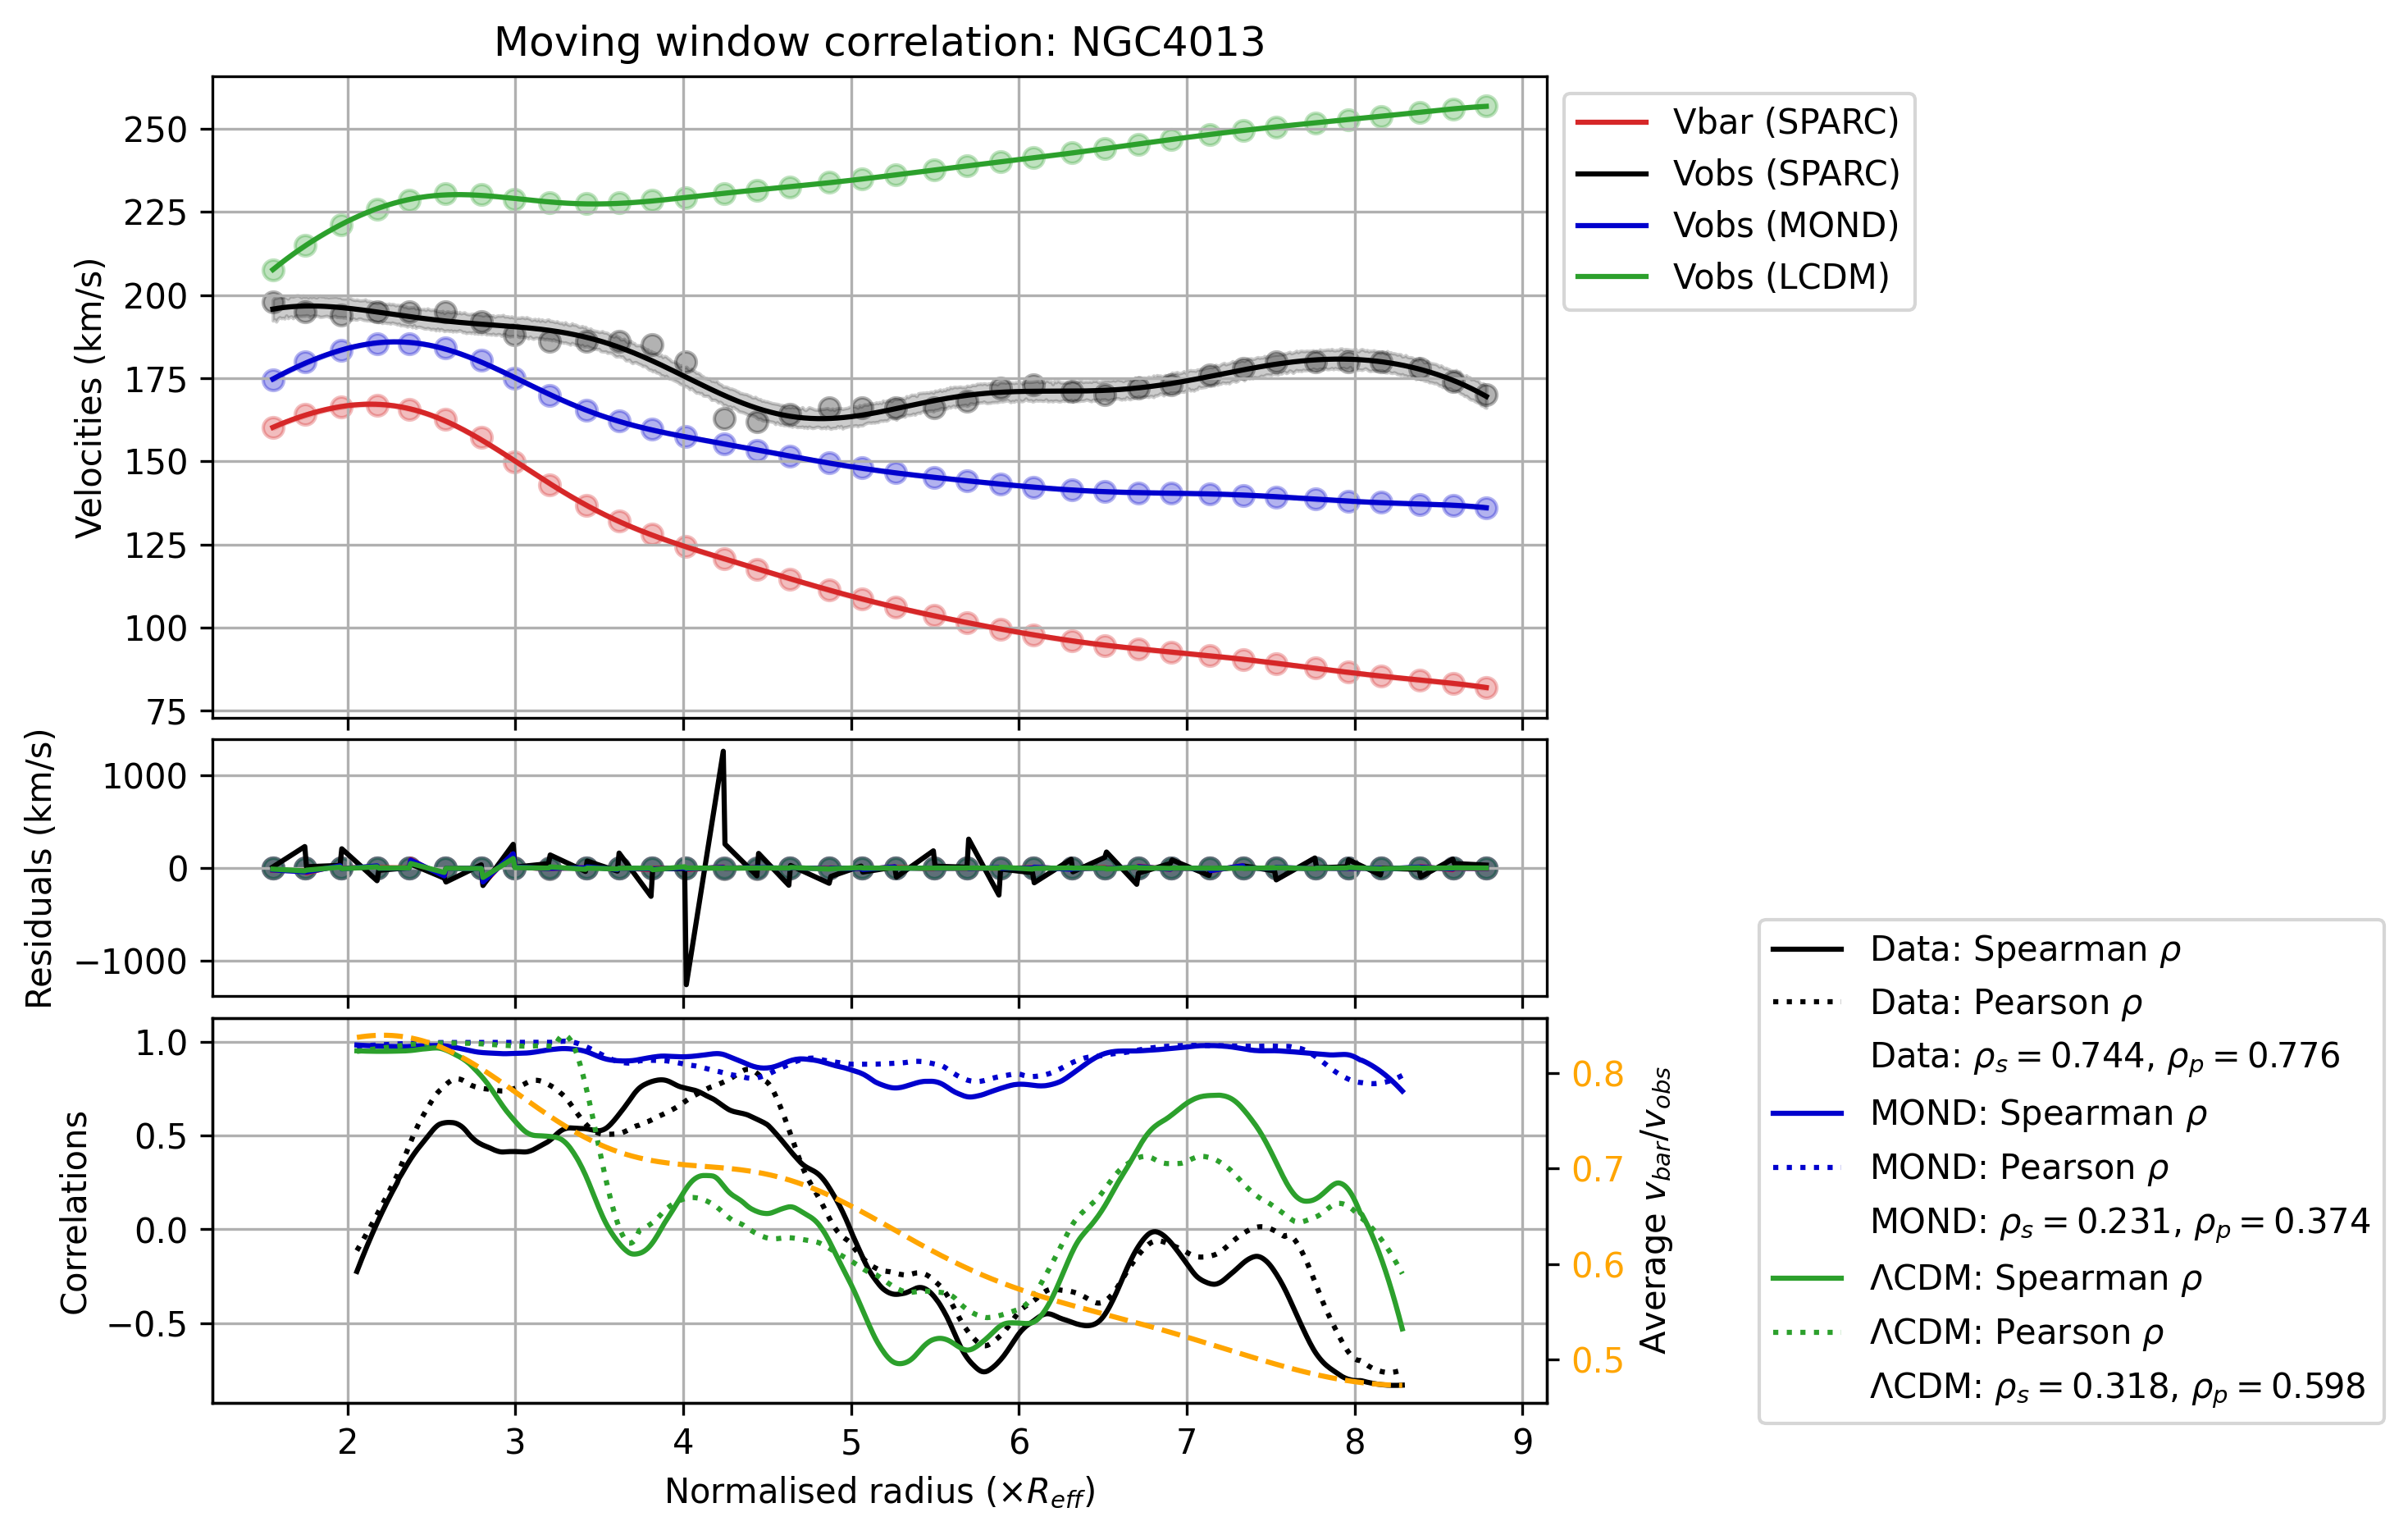 Moving window correlation: NGC4013
250
225
200
175
150
125
100
75
Velocities (km/s)
Vbar (SPARC)
Vobs (SPARC)
Vobs (MOND)
Vobs (LCDM)
1000
0
−1000
Residuals (km/s)
1.0
0.5
0.0
−0.5
Correlations
0.8
0.7
0.6
0.5
Average v_bar/v_obs
2 3 4 5 6 7 8 9
Normalised radius (×R_eff)
Data: Spearman ρ
Data: Pearson ρ
Data: ρ_s = 0.744, ρ_p = 0.776
MOND: Spearman ρ
MOND: Pearson ρ
MOND: ρ_s = 0.231, ρ_p = 0.374
ΛCDM: Spearman ρ
ΛCDM: Pearson ρ
ΛCDM: ρ_s = 0.318, ρ_p = 0.598